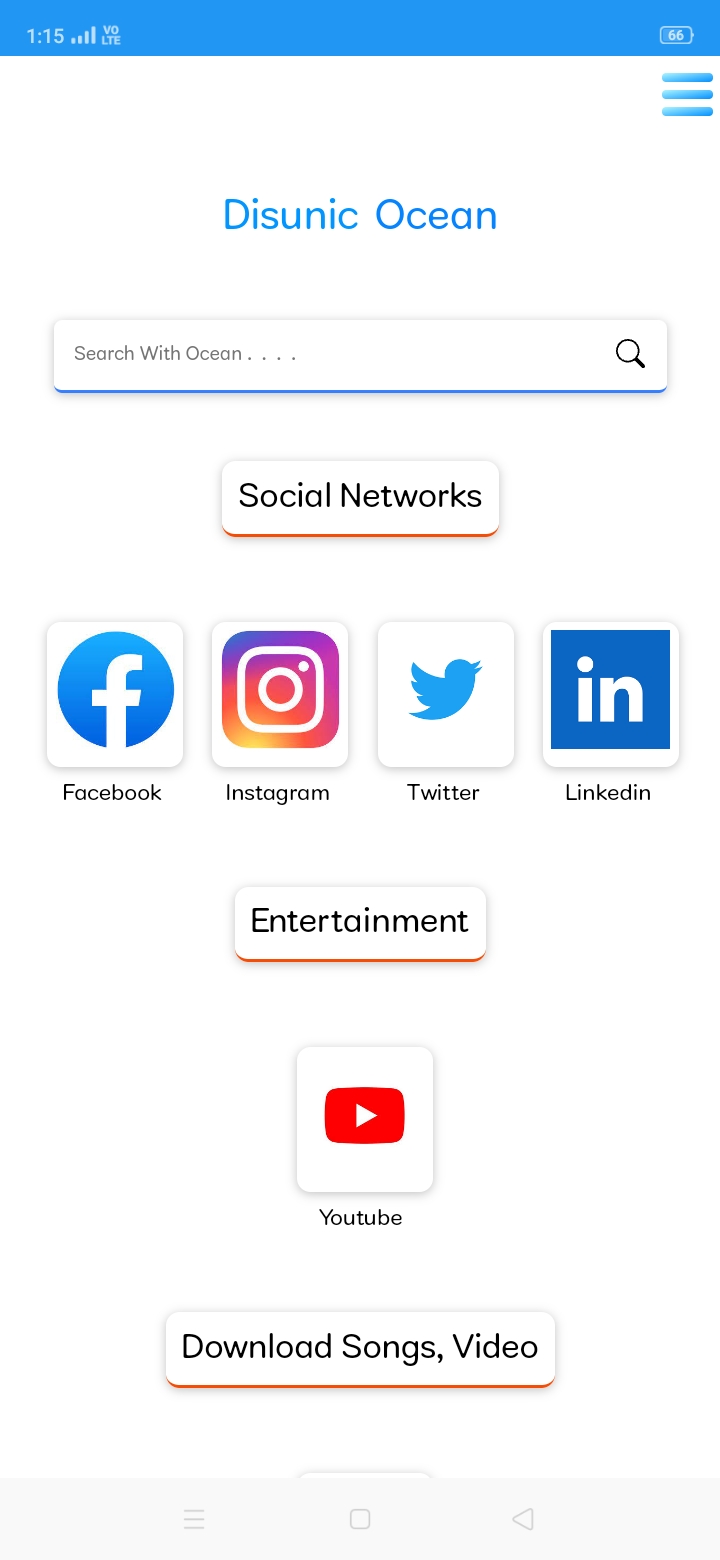 1:15 VO LTE 66
Disunic Ocean
Search With Ocean . . . .
Social Networks
Facebook Instagram Twitter Linkedin
Entertainment
Youtube
Download Songs, Video